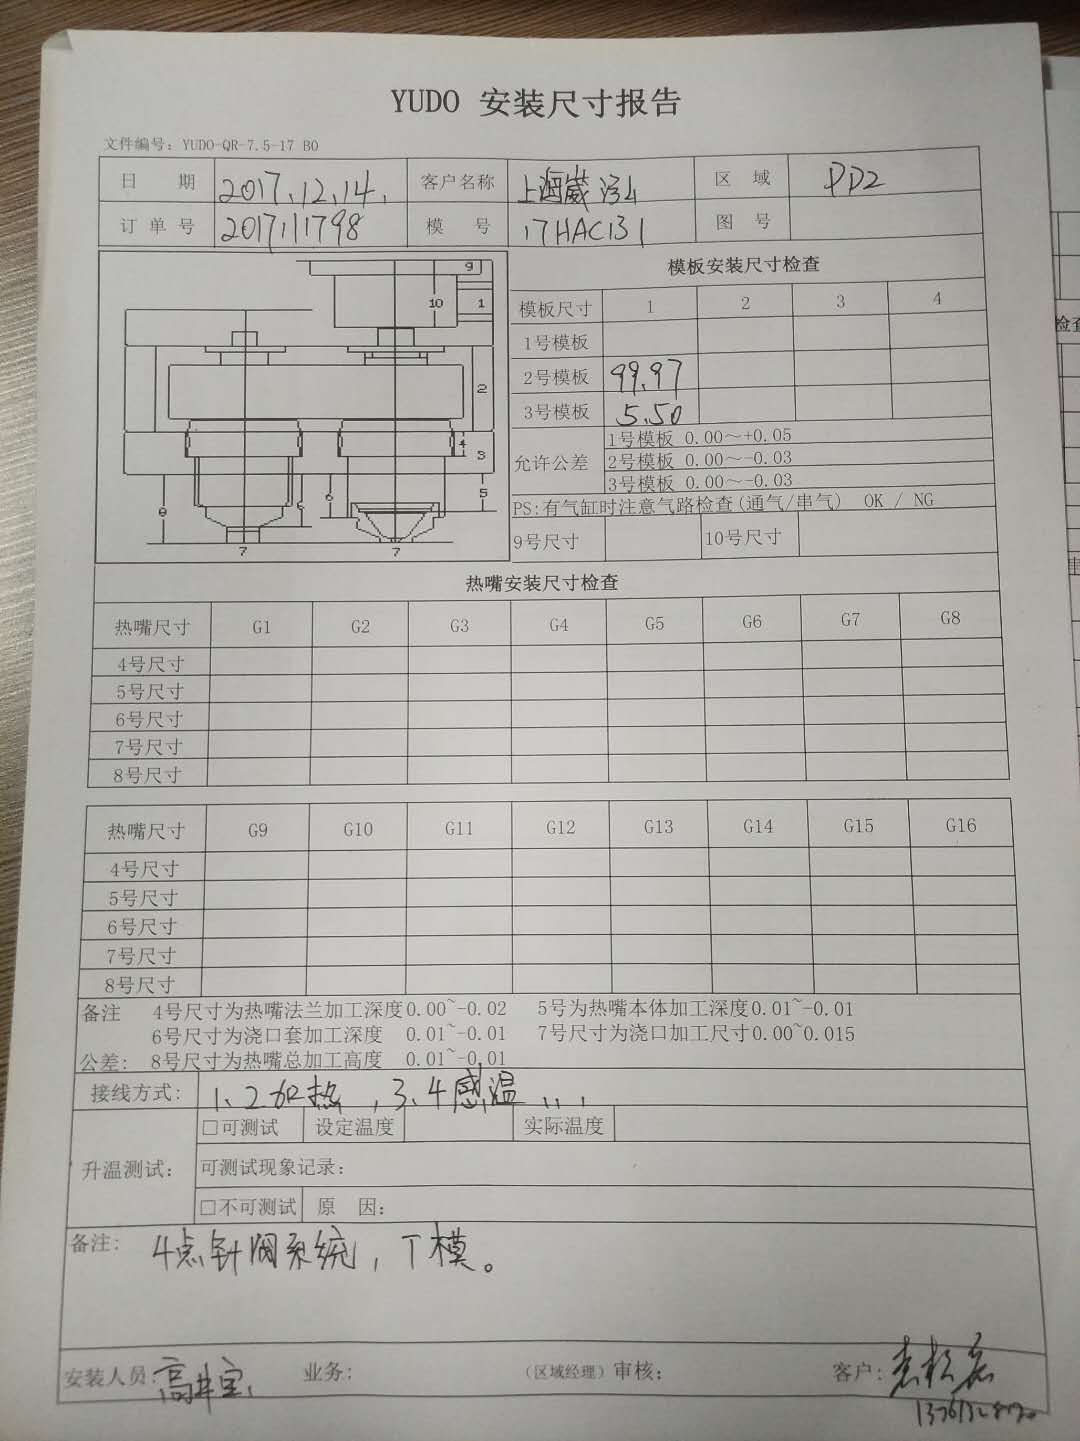 YUDO 安装尺寸报告
文件编号: YUDO-QR-7.5-17 B0
日 期 2017.12.14. 客户名称 上海崴 区 域 PD2
订 单 号 201711798 模 号 17HAC131 图 号
模板安装尺寸检查
模板尺寸 1 2 3 4
1号模板
2号模板 99.97
3号模板 5.50
允许公差 1号模板 0.00～+0.05
2号模板 0.00～-0.03
3号模板 0.00～-0.03
PS:有气缸时注意气路检查(通气/串气) OK / NG
9号尺寸 10号尺寸
9
10 1
2
4
3
5
8 6 6
7 7
热嘴安装尺寸检查
热嘴尺寸 G1 G2 G3 G4 G5 G6 G7 G8
4号尺寸
5号尺寸
6号尺寸
7号尺寸
8号尺寸
热嘴尺寸 G9 G10 G11 G12 G13 G14 G15 G16
4号尺寸
5号尺寸
6号尺寸
7号尺寸
8号尺寸
备注 4号尺寸为热嘴法兰加工深度0.00~-0.02 5号为热嘴本体加工深度0.01~-0.01
6号尺寸为浇口套加工深度 0.01~-0.01 7号尺寸为浇口加工尺寸0.00~0.015
公差: 8号尺寸为热嘴总加工高度 0.01~-0.01
接线方式: 1.2加热，3.4感温...
升温测试: □可测试 设定温度 实际温度
可测试现象记录:
□不可测试 原 因:
备注: 4点针阀系统，T模。
安装人员: 高井宝 业务: (区域经理)审核: 客户: